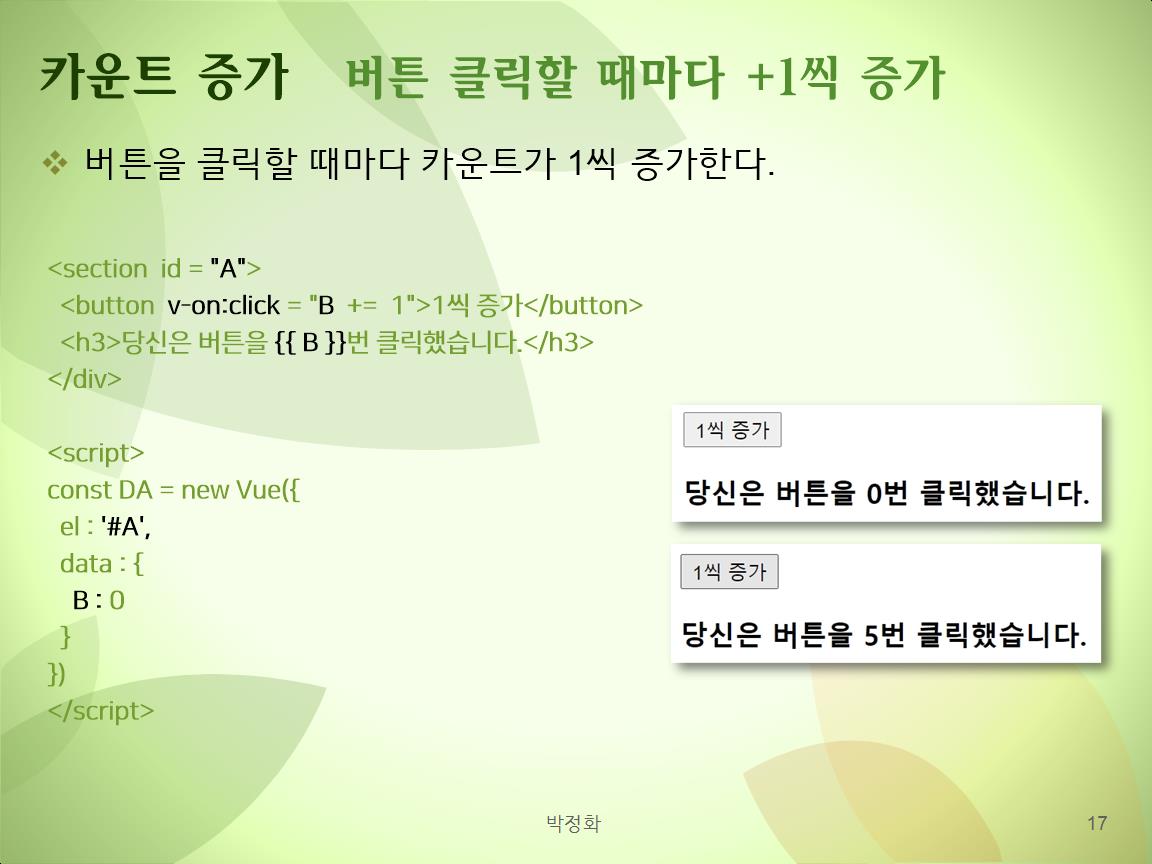 카운트 증가 버튼 클릭할 때마다 +1씩 증가
❖ 버튼을 클릭할 때마다 카운트가 1씩 증가한다.
<section id = "A">
<button v-on:click = "B += 1">1씩 증가</button>
<h3>당신은 버튼을 {{ B }}번 클릭했습니다.</h3>
</div>
<script>
const DA = new Vue({
el : '#A',
data : {
B : 0
}
})
</script>
1씩 증가
당신은 버튼을 0번 클릭했습니다.
1씩 증가
당신은 버튼을 5번 클릭했습니다.
박정화
17